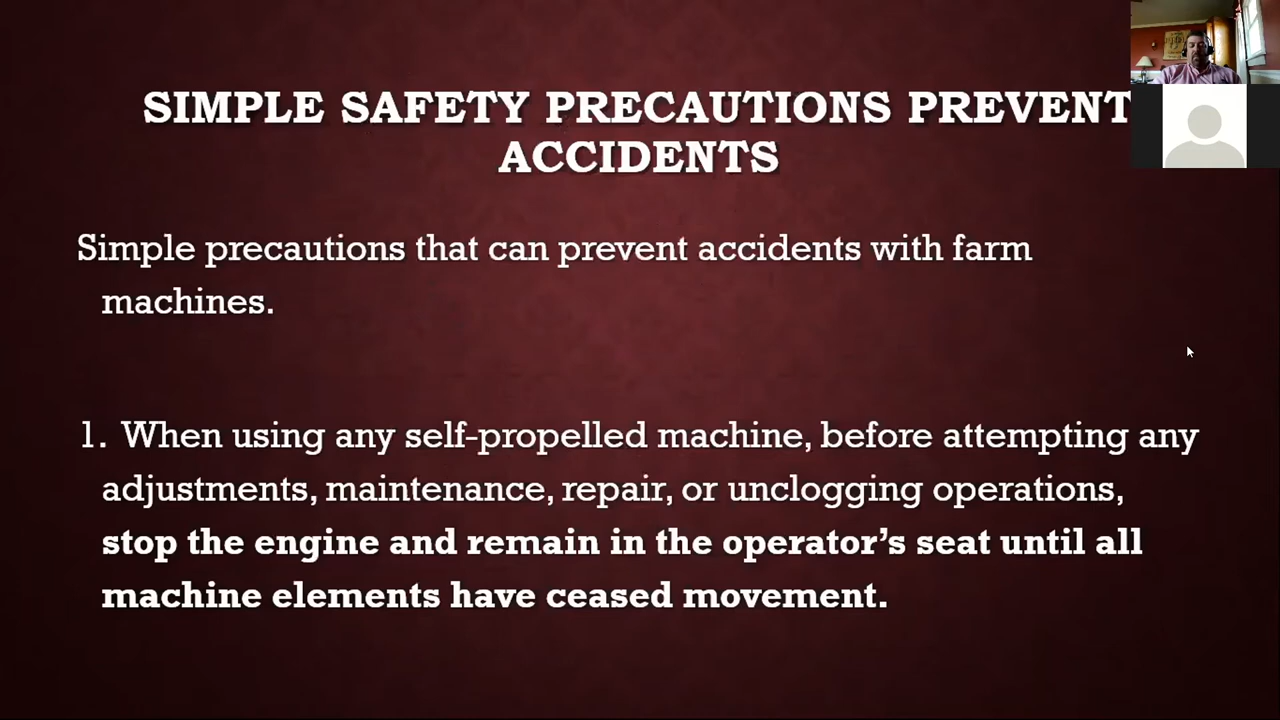 SIMPLE SAFETY PRECAUTIONS PREVENT
ACCIDENTS
Simple precautions that can prevent accidents with farm
machines.
1. When using any self-propelled machine, before attempting any
adjustments, maintenance, repair, or unclogging operations,
stop the engine and remain in the operator’s seat until all
machine elements have ceased movement.